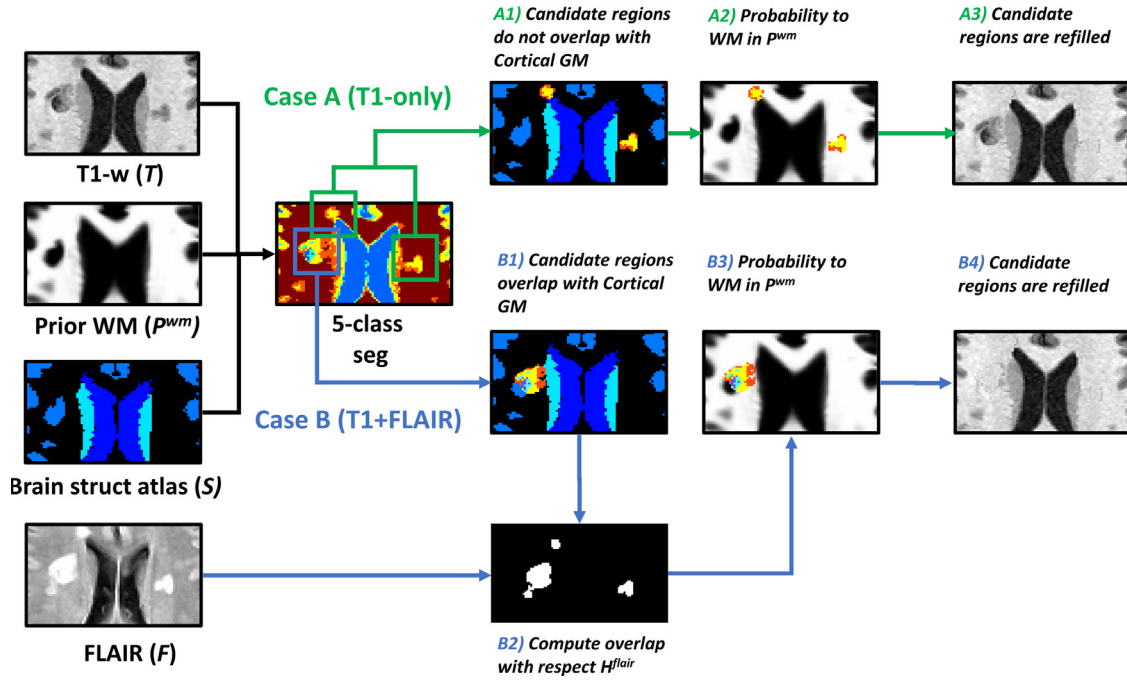 A1) Candidate regions
do not overlap with
Cortical GM
A2) Probability to
WM in Pʷᵐ
A3) Candidate
regions are refilled
Case A (T1-only)
T1-w (T)
Prior WM (Pʷᵐ)
5-class
seg
B1) Candidate regions
overlap with Cortical
GM
B3) Probability to
WM in Pʷᵐ
B4) Candidate
regions are refilled
Case B (T1+FLAIR)
Brain struct atlas (S)
FLAIR (F)
B2) Compute overlap
with respect Hᶠˡᵃⁱʳ